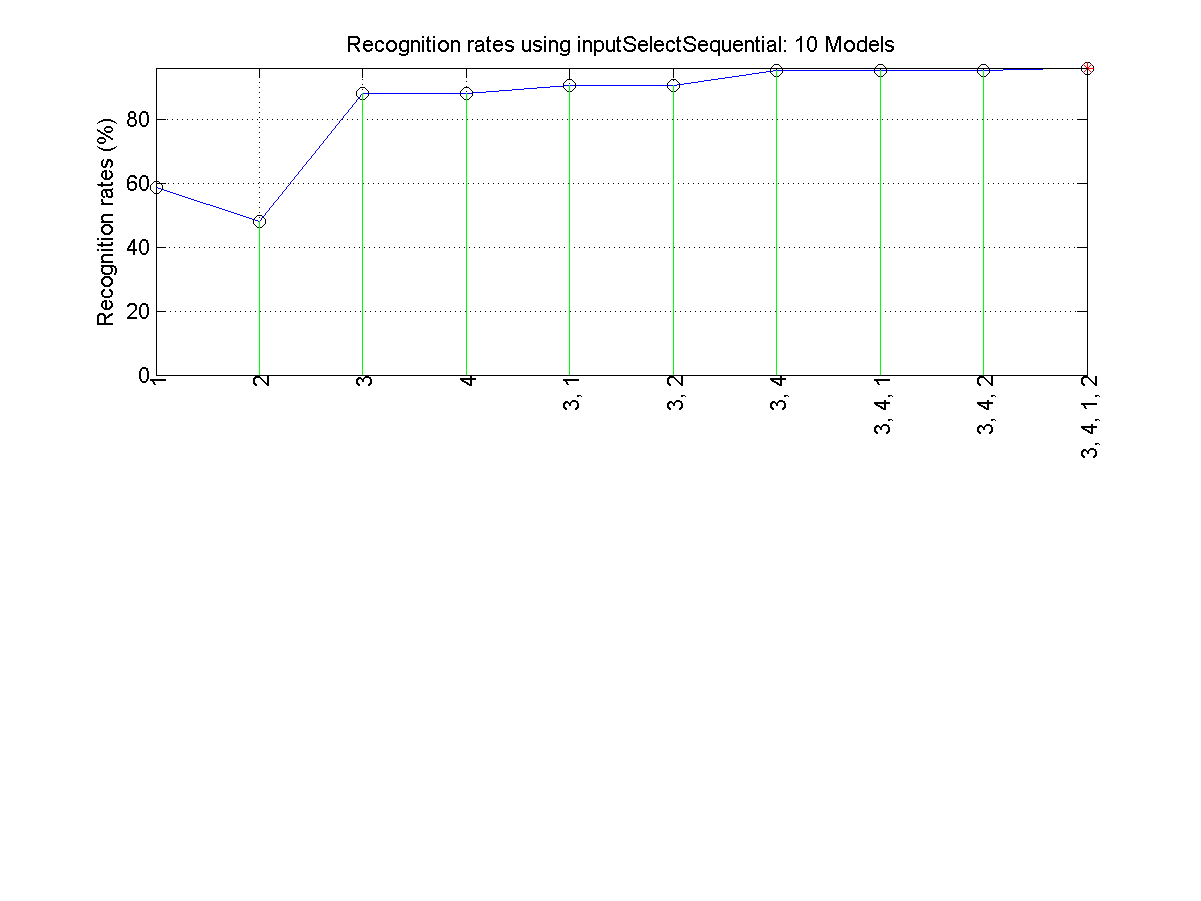 Recognition rates using inputSelectSequential: 10 Models
Recognition rates (%)
80
60
40
20
0
1
2
3
4
3, 1
3, 2
3, 4
3, 4, 1
3, 4, 2
3, 4, 1, 2